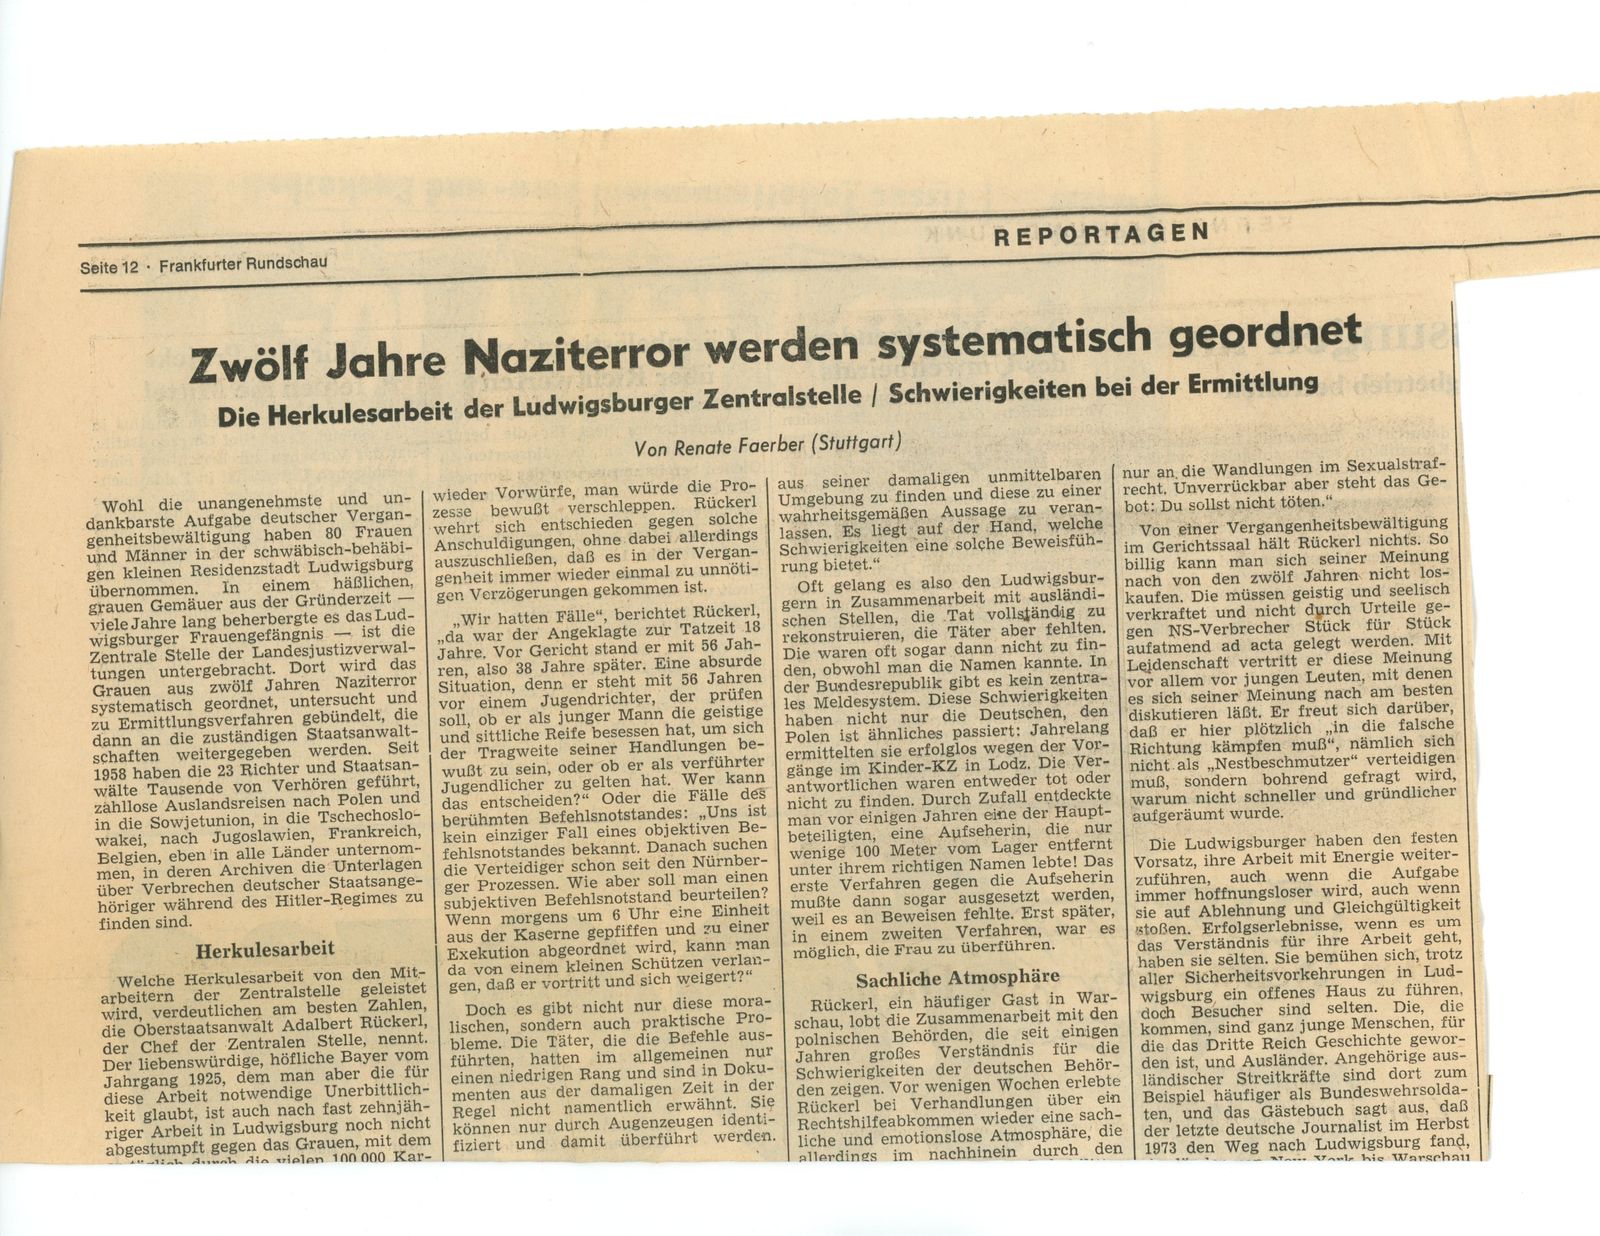 REPORTAGEN
Seite 12 · Frankfurter Rundschau
Zwölf Jahre Naziterror werden systematisch geordnet
Die Herkulesarbeit der Ludwigsburger Zentralstelle / Schwierigkeiten bei der Ermittlung
Von Renate Faerber (Stuttgart)
Wohl die unangenehmste und un-
dankbarste Aufgabe deutscher Vergan-
genheitsbewältigung haben 80 Frauen
und Männer in der schwäbisch-behäbi-
gen kleinen Residenzstadt Ludwigsburg
übernommen. In einem häßlichen,
grauen Gemäuer aus der Gründerzeit —
viele Jahre lang beherbergte es das Lud-
wigsburger Frauengefängnis — ist die
Zentrale Stelle der Landesjustizverwal-
tungen untergebracht. Dort wird das
Grauen aus zwölf Jahren Naziterror
systematisch geordnet, untersucht und
zu Ermittlungsverfahren gebündelt, die
dann an die zuständigen Staatsanwalt-
schaften weitergegeben werden. Seit
1958 haben die 23 Richter und Staatsan-
wälte Tausende von Verhören geführt,
zahllose Auslandsreisen nach Polen und
in die Sowjetunion, in die Tschechoslo-
wakei, nach Jugoslawien, Frankreich,
Belgien, eben in alle Länder unternom-
men, in deren Archiven die Unterlagen
über Verbrechen deutscher Staatsange-
höriger während des Hitler-Regimes zu
finden sind.
Herkulesarbeit
Welche Herkulesarbeit von den Mit-
arbeitern der Zentralstelle geleistet
wird, verdeutlichen am besten Zahlen,
die Oberstaatsanwalt Adalbert Rückerl,
der Chef der Zentralen Stelle, nennt.
Der liebenswürdige, höfliche Bayer vom
Jahrgang 1925, dem man aber die für
diese Arbeit notwendige Unerbittlich-
keit glaubt, ist auch nach fast zehnjäh-
riger Arbeit in Ludwigsburg noch nicht
abgestumpft gegen das Grauen, mit dem
durch die vielen 100 000 Kar-
wieder Vorwürfe, man würde die Pro-
zesse bewußt verschleppen. Rückerl
wehrt sich entschieden gegen solche
Anschuldigungen, ohne dabei allerdings
auszuschließen, daß es in der Vergan-
genheit immer wieder einmal zu unnöti-
gen Verzögerungen gekommen ist.
„Wir hatten Fälle“, berichtet Rückerl,
„da war der Angeklagte zur Tatzeit 18
Jahre. Vor Gericht stand er mit 56 Jah-
ren, also 38 Jahre später. Eine absurde
Situation, denn er steht mit 56 Jahren
vor einem Jugendrichter, der prüfen
soll, ob er als junger Mann die geistige
und sittliche Reife besessen hat, um sich
der Tragweite seiner Handlungen be-
wußt zu sein, oder ob er als verführter
Jugendlicher zu gelten hat. Wer kann
das entscheiden?“ Oder die Fälle des
berühmten Befehlsnotstandes: „Uns ist
kein einziger Fall eines objektiven Be-
fehlsnotstandes bekannt. Danach suchen
die Verteidiger schon seit den Nürnber-
ger Prozessen. Wie aber soll man einen
subjektiven Befehlsnotstand beurteilen?
Wenn morgens um 6 Uhr eine Einheit
aus der Kaserne gepfiffen und zu einer
Exekution abgeordnet wird, kann man
da von einem kleinen Schützen verlan-
gen, daß er vortritt und sich weigert?“
Doch es gibt nicht nur diese mora-
lischen, sondern auch praktische Pro-
bleme. Die Täter, die die Befehle aus-
führten, hatten im allgemeinen nur
einen niedrigen Rang und sind in Doku-
menten aus der damaligen Zeit in der
Regel nicht namentlich erwähnt. Sie
können nur durch Augenzeugen identi-
fiziert und damit überführt werden.
aus seiner damaligen unmittelbaren
Umgebung zu finden und diese zu einer
wahrheitsgemäßen Aussage zu veran-
lassen. Es liegt auf der Hand, welche
Schwierigkeiten eine solche Beweisfüh-
rung bietet.“
Oft gelang es also den Ludwigsbur-
gern in Zusammenarbeit mit ausländi-
schen Stellen, die Tat vollständig zu
rekonstruieren, die Täter aber fehlten.
Die waren oft sogar dann nicht zu fin-
den, obwohl man die Namen kannte. In
der Bundesrepublik gibt es kein zentra-
les Meldesystem. Diese Schwierigkeiten
haben nicht nur die Deutschen, den
Polen ist ähnliches passiert: Jahrelang
ermittelten sie erfolglos wegen der Vor-
gänge im Kinder-KZ in Lodz. Die Ver-
antwortlichen waren entweder tot oder
nicht zu finden. Durch Zufall entdeckte
man vor einigen Jahren eine der Haupt-
beteiligten, eine Aufseherin, die nur
wenige 100 Meter vom Lager entfernt
unter ihrem richtigen Namen lebte! Das
erste Verfahren gegen die Aufseherin
mußte dann sogar ausgesetzt werden,
weil es an Beweisen fehlte. Erst später,
in einem zweiten Verfahren, war es
möglich, die Frau zu überführen.
Sachliche Atmosphäre
Rückerl, ein häufiger Gast in War-
schau, lobt die Zusammenarbeit mit den
polnischen Behörden, die seit einigen
Jahren großes Verständnis für die
Schwierigkeiten der deutschen Behör-
den zeigen. Vor wenigen Wochen erlebte
Rückerl bei Verhandlungen über ein
Rechtshilfeabkommen wieder eine sach-
liche und emotionslose Atmosphäre, die
allerdings im nachhinein durch den
nur an die Wandlungen im Sexualstraf-
recht. Unverrückbar aber steht das Ge-
bot: Du sollst nicht töten.“
Von einer Vergangenheitsbewältigung
im Gerichtssaal hält Rückerl nichts. So
billig kann man sich seiner Meinung
nach von den zwölf Jahren nicht los-
kaufen. Die müssen geistig und seelisch
verkraftet und nicht durch Urteile ge-
gen NS-Verbrecher Stück für Stück
aufatmend ad acta gelegt werden. Mit
Leidenschaft vertritt er diese Meinung
vor allem vor jungen Leuten, mit denen
es sich seiner Meinung nach am besten
diskutieren läßt. Er freut sich darüber,
daß er hier plötzlich „in die falsche
Richtung kämpfen muß“, nämlich sich
nicht als „Nestbeschmutzer“ verteidigen
muß, sondern bohrend gefragt wird,
warum nicht schneller und gründlicher
aufgeräumt wurde.
Die Ludwigsburger haben den festen
Vorsatz, ihre Arbeit mit Energie weiter-
zuführen, auch wenn die Aufgabe
immer hoffnungsloser wird, auch wenn
sie auf Ablehnung und Gleichgültigkeit
stoßen. Erfolgserlebnisse, wenn es um
das Verständnis für ihre Arbeit geht,
haben sie selten. Sie bemühen sich, trotz
aller Sicherheitsvorkehrungen in Lud-
wigsburg ein offenes Haus zu führen,
doch Besucher sind selten. Die, die
kommen, sind ganz junge Menschen, für
die das Dritte Reich Geschichte gewor-
den ist, und Ausländer. Angehörige aus-
ländischer Streitkräfte sind dort zum
Beispiel häufiger als Bundeswehrsolda-
ten, und das Gästebuch sagt aus, daß
der letzte deutsche Journalist im Herbst
1973 den Weg nach Ludwigsburg fand,
New York bis Warschau